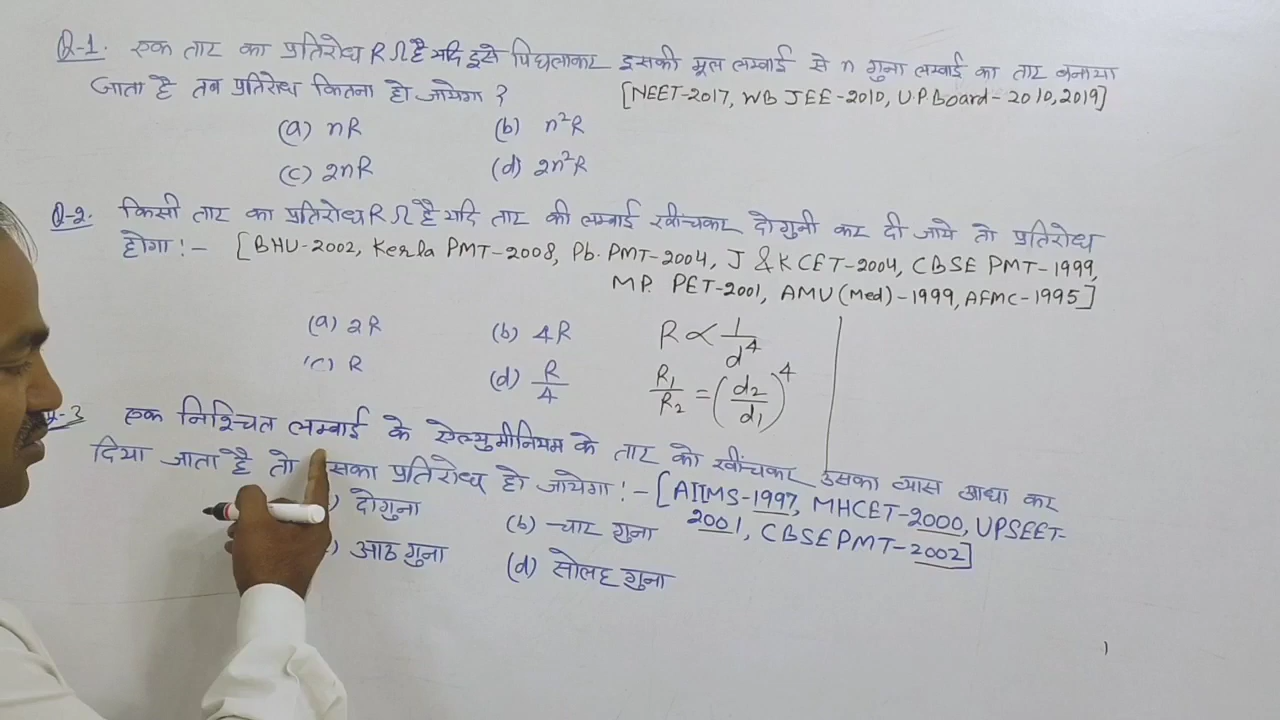 Q-1. एक तार का प्रतिरोध R Ω है यदि इसे पिघलाकर इसकी मूल लम्बाई से n गुना लम्बाई का तार बनाया
जाता है तब प्रतिरोध कितना हो जायेगा ? [NEET-2017, WB JEE-2010, U.P.Board-2010,2019]
(a) nR (b) n²R
(c) 2nR (d) 2n²R
Q-2. किसी तार का प्रतिरोध R Ω है यदि तार की लम्बाई खींचकर दोगुनी कर दी जाये तो प्रतिरोध
होगा :- [BHU-2002, Kerla PMT-2008, Pb. PMT-2004, J & K CET-2004, CBSE PMT-1999,
MP. PET-2001, AMU (Med)-1999, AFMC-1995]
(a) 2R (b) 4R R ∝ 1/d⁴
(c) R (d) R/4 R₁/R₂ = (d₂/d₁)⁴
-3 एक निश्चित लम्बाई के ऐल्युमीनियम के तार को खींचकर उसका व्यास आधा कर
दिया जाता है तो सका प्रतिरोध हो जायेगा :- [AIIMS-1997, MHCET-2000, UPSEET-
2001, CBSE PMT-2002]
) दोगुना (b) चार गुना
) आठ गुना (d) सोलह गुना